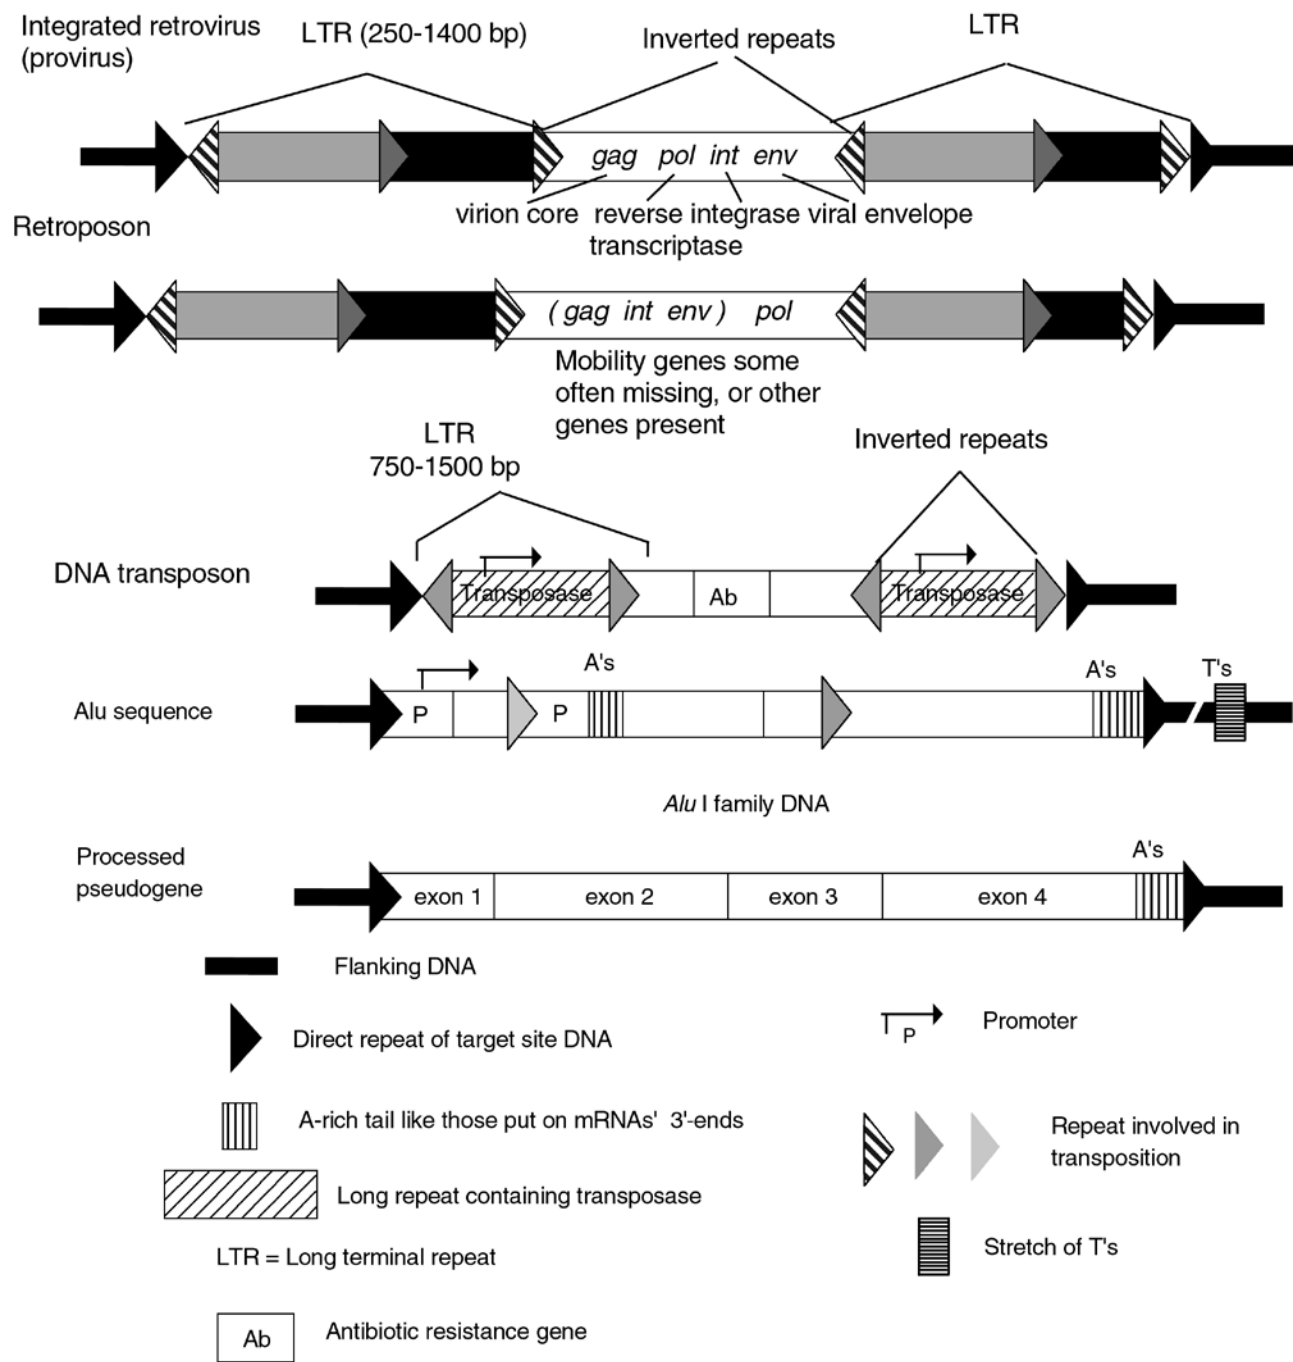 Integrated retrovirus
(provirus)
LTR (250-1400 bp)
Inverted repeats
LTR
gag pol int env
virion core reverse integrase viral envelope
transcriptase
Retroposon
( gag int env ) pol
Mobility genes some
often missing, or other
genes present
LTR
750-1500 bp
Inverted repeats
DNA transposon
Transposase
Ab
Transposase
A's
A's
T's
Alu sequence
P
P
Alu I family DNA
Processed
pseudogene
A's
exon 1
exon 2
exon 3
exon 4
Flanking DNA
Direct repeat of target site DNA
P
Promoter
A-rich tail like those put on mRNAs' 3'-ends
Repeat involved in
transposition
Long repeat containing transposase
Stretch of T's
LTR = Long terminal repeat
Ab
Antibiotic resistance gene